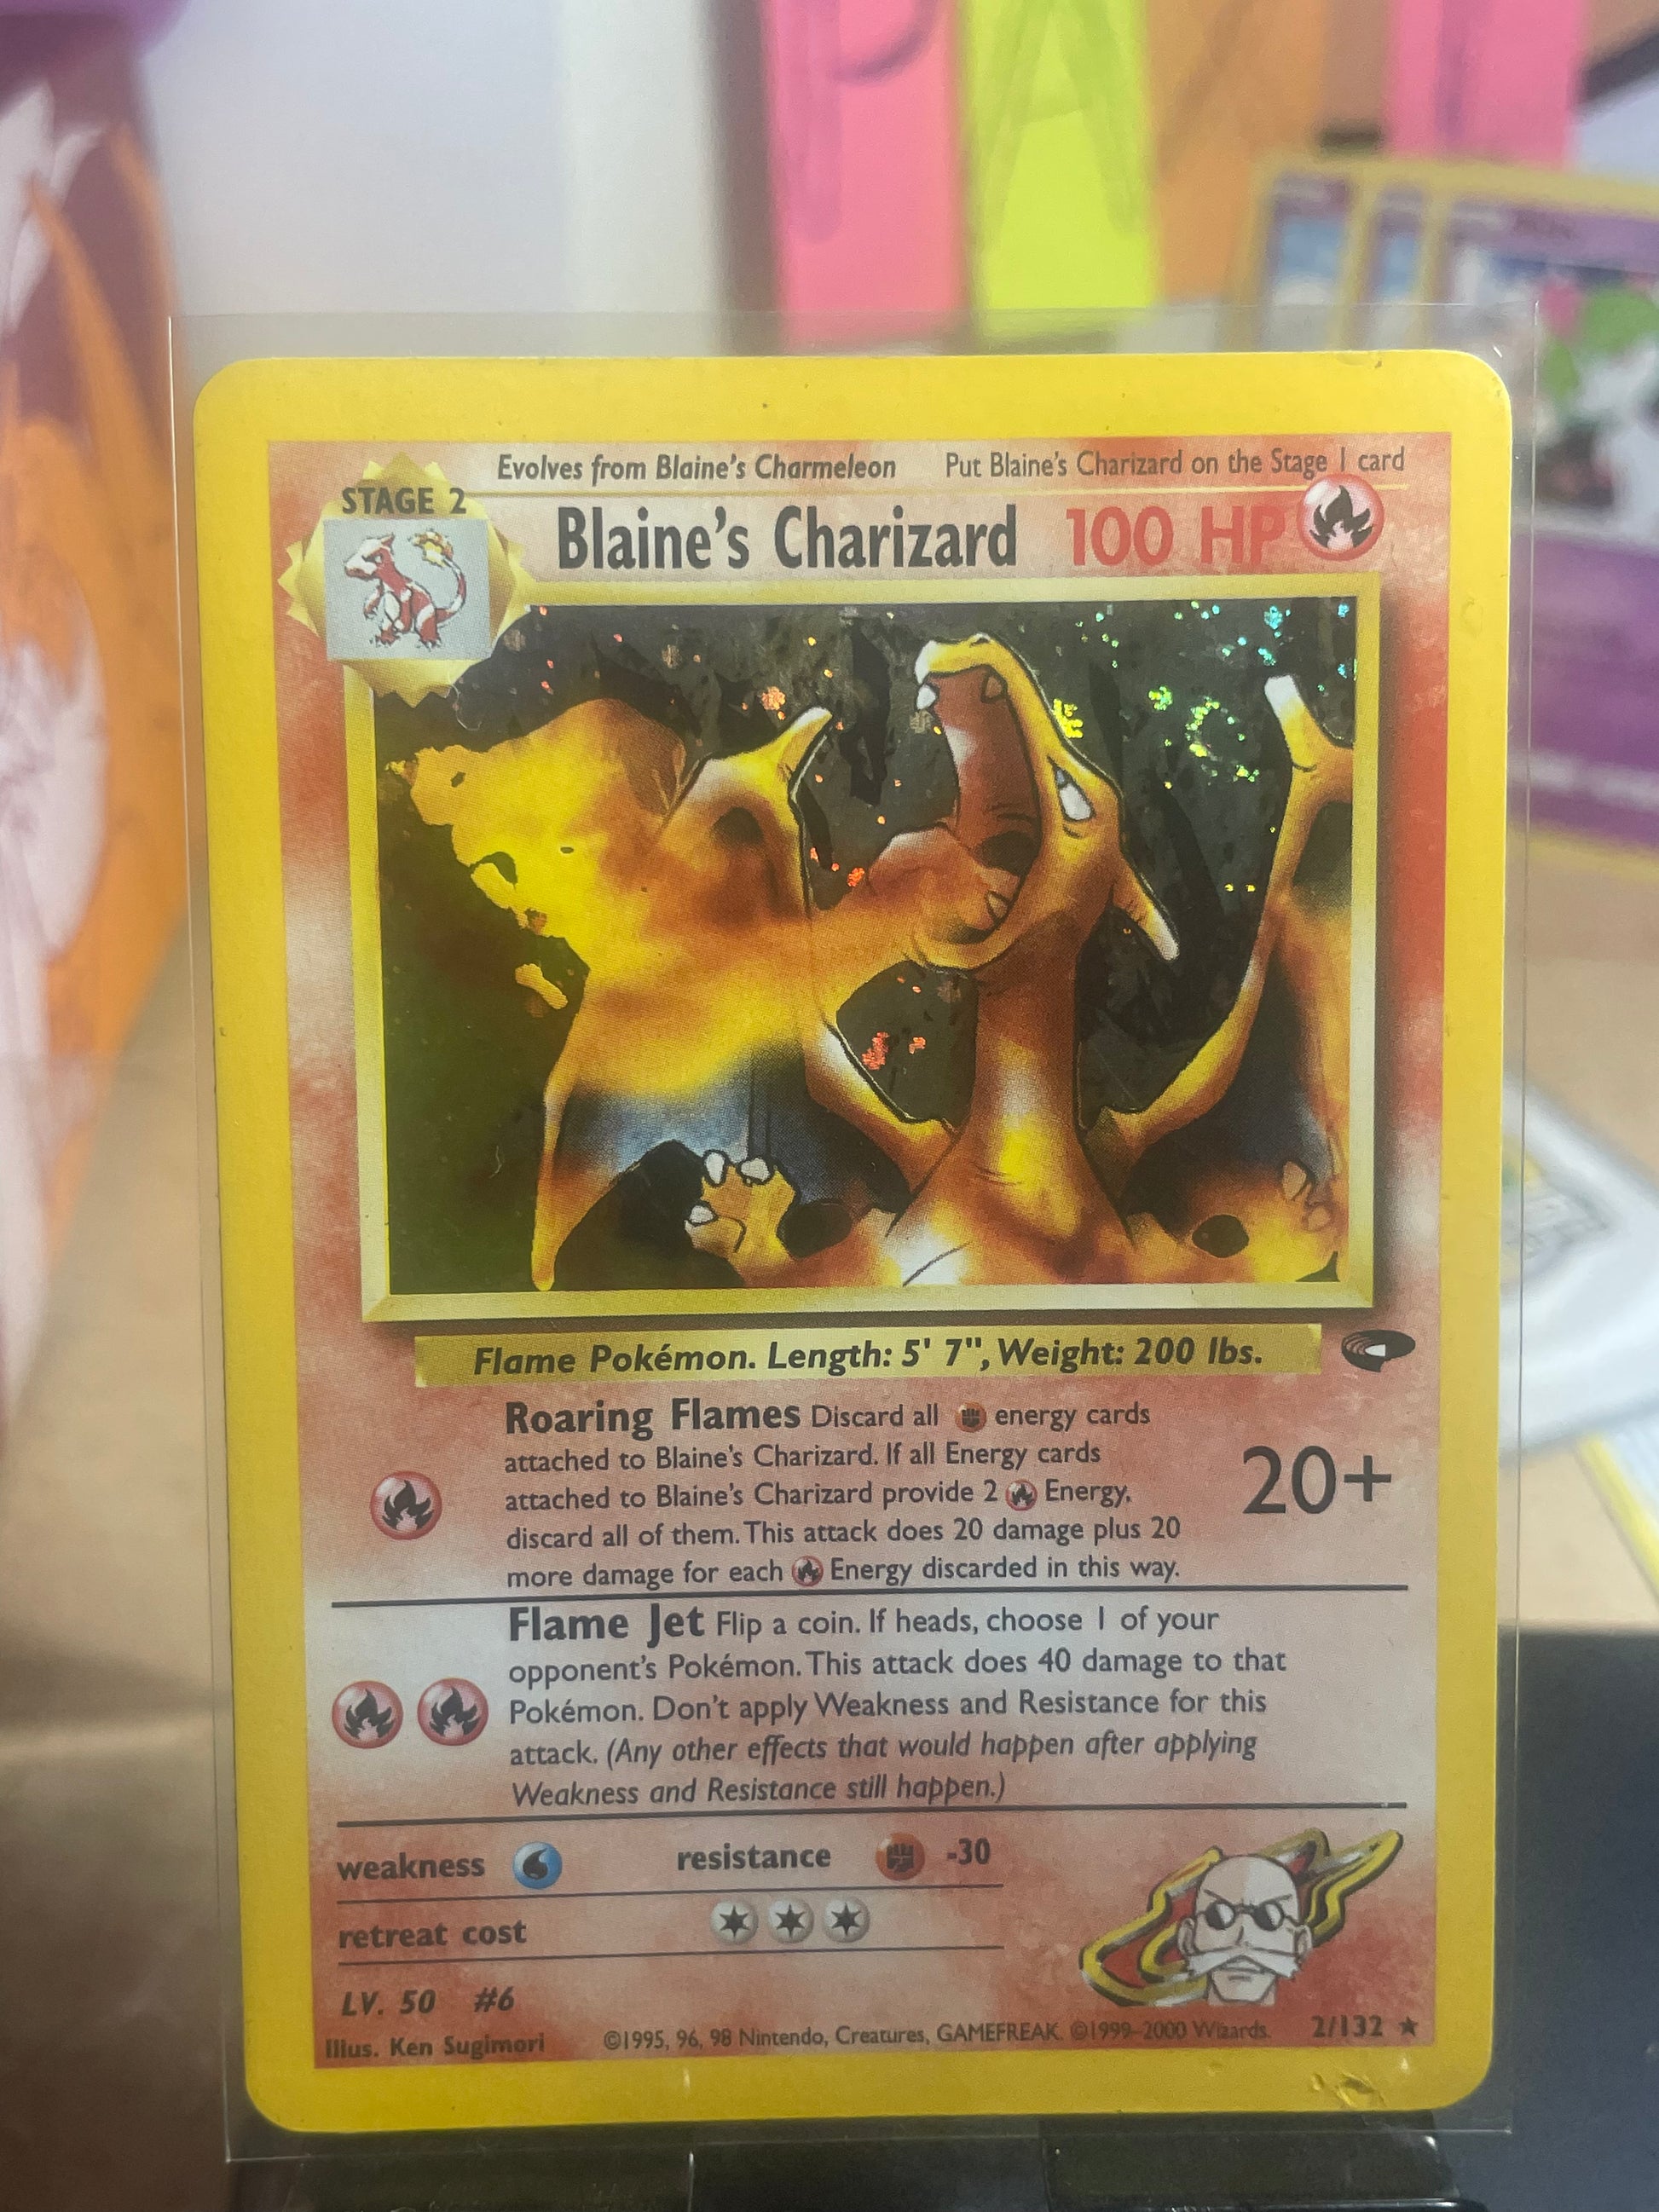 Evolves from Blaine's Charmeleon Put Blaine's Charizard on the Stage 1 card
STAGE 2
Blaine's Charizard 100 HP
Flame Pokémon. Length: 5' 7", Weight: 200 lbs.
Roaring Flames Discard all energy cards
attached to Blaine's Charizard. If all Energy cards
attached to Blaine's Charizard provide 2 Energy,
discard all of them. This attack does 20 damage plus 20
more damage for each Energy discarded in this way.
20+
Flame Jet Flip a coin. If heads, choose 1 of your
opponent's Pokémon. This attack does 40 damage to that
Pokémon. Don't apply Weakness and Resistance for this
attack. (Any other effects that would happen after applying
Weakness and Resistance still happen.)
weakness resistance -30
retreat cost
LV. 50 #6
Illus. Ken Sugimori ©1995, 96, 98 Nintendo, Creatures, GAMEFREAK. ©1999-2000 Wizards. 2/132 ★